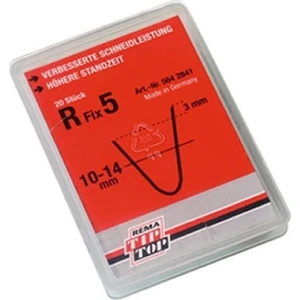 → VERBESSERTE SCHNEIDLEISTUNG
→ HÖHERE STANDZEIT
20 Stück
Art.-Nr. 564 2841
Made in Germany
R Fix 5
3 mm
10-14
mm
REMA
TIP
TOP